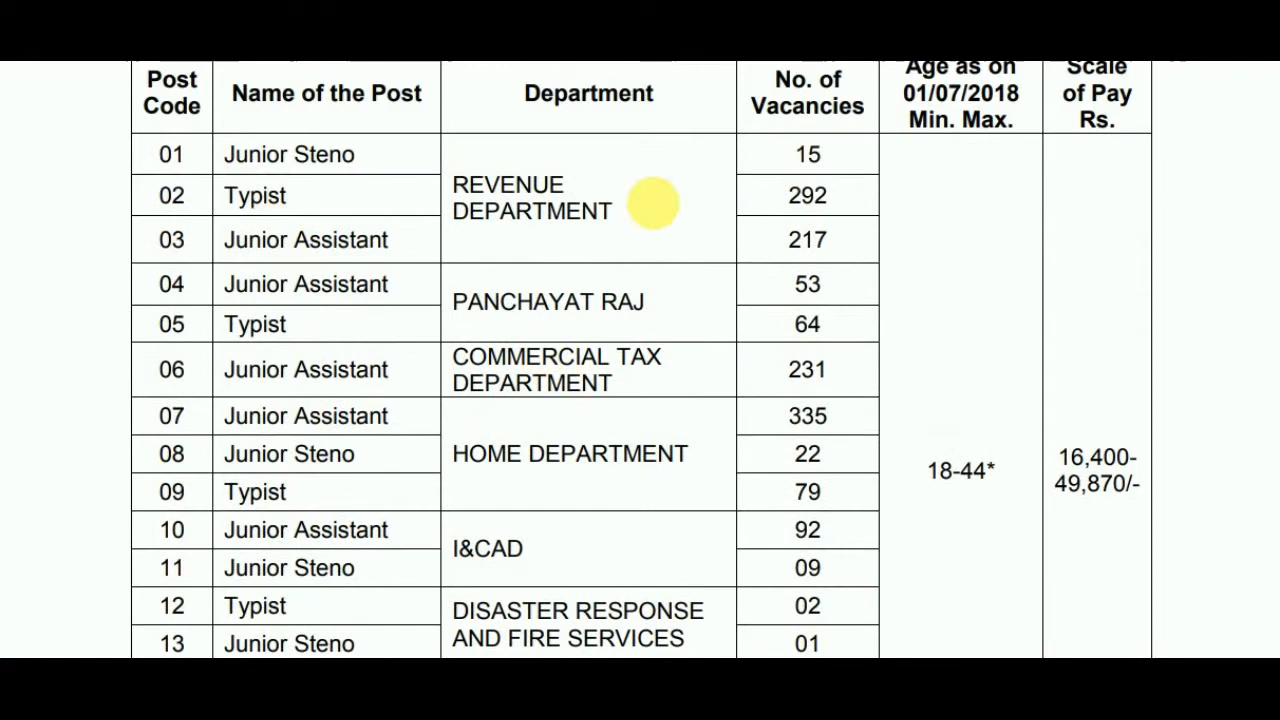 Post Code Name of the Post Department No. of Vacancies Age as on 01/07/2018 Min. Max. Scale of Pay Rs.
01 Junior Steno REVENUE DEPARTMENT 15
02 Typist 292
03 Junior Assistant 217
04 Junior Assistant PANCHAYAT RAJ 53
05 Typist 64
06 Junior Assistant COMMERCIAL TAX DEPARTMENT 231
07 Junior Assistant HOME DEPARTMENT 335
08 Junior Steno 22
09 Typist 79
18-44* 16,400-49,870/-
10 Junior Assistant I&CAD 92
11 Junior Steno 09
12 Typist DISASTER RESPONSE AND FIRE SERVICES 02
13 Junior Steno 01